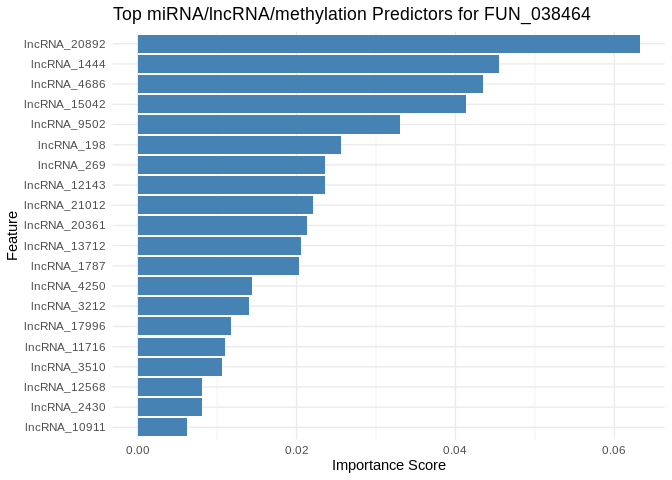 Top miRNA/lncRNA/methylation Predictors for FUN_038464
lncRNA_20892
lncRNA_1444
lncRNA_4686
lncRNA_15042
lncRNA_9502
lncRNA_198
lncRNA_269
lncRNA_12143
lncRNA_21012
lncRNA_20361
lncRNA_13712
lncRNA_1787
lncRNA_4250
lncRNA_3212
lncRNA_17996
lncRNA_11716
lncRNA_3510
lncRNA_12568
lncRNA_2430
lncRNA_10911
Feature
0.00 0.02 0.04 0.06
Importance Score